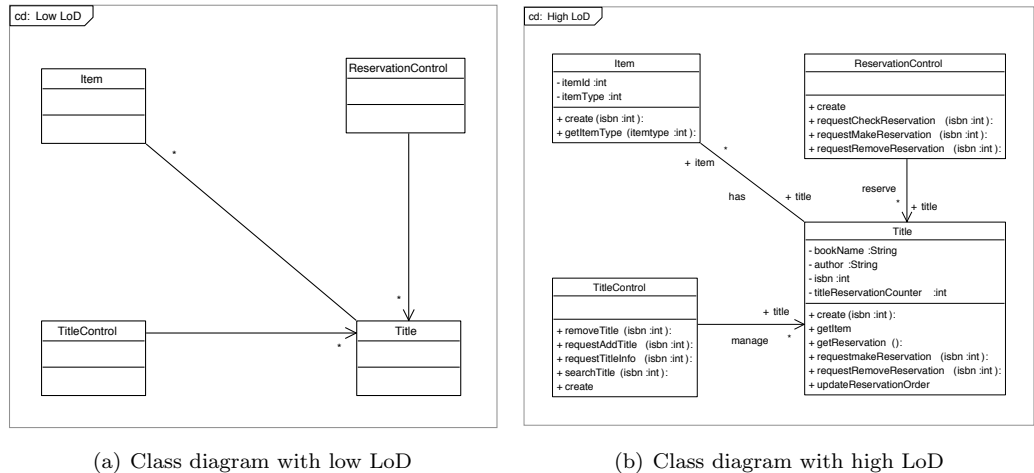 cd: Low LoD
Item
ReservationControl
*
*
TitleControl
*
Title
(a) Class diagram with low LoD
cd: High LoD
Item
- itemId :int
- itemType :int
+ create (isbn :int ):
+ getItemType (itemtype :int ):
ReservationControl
+ create
+ requestCheckReservation (isbn :int ):
+ requestMakeReservation (isbn :int ):
+ requestRemoveReservation (isbn :int ):
*
+ item
has
+ title
reserve
*
+ title
Title
- bookName :String
- author :String
- isbn :int
- titleReservationCounter :int
+ create (isbn :int ):
+ getItem
+ getReservation ():
+ requestmakeReservation (isbn :int ):
+ requestRemoveReservation (isbn :int ):
+ updateReservationOrder
TitleControl
+ removeTitle (isbn :int ):
+ requestAddTitle (isbn :int ):
+ requestTitleInfo (isbn :int ):
+ searchTitle (isbn :int ):
+ create
+ title
manage
*
(b) Class diagram with high LoD